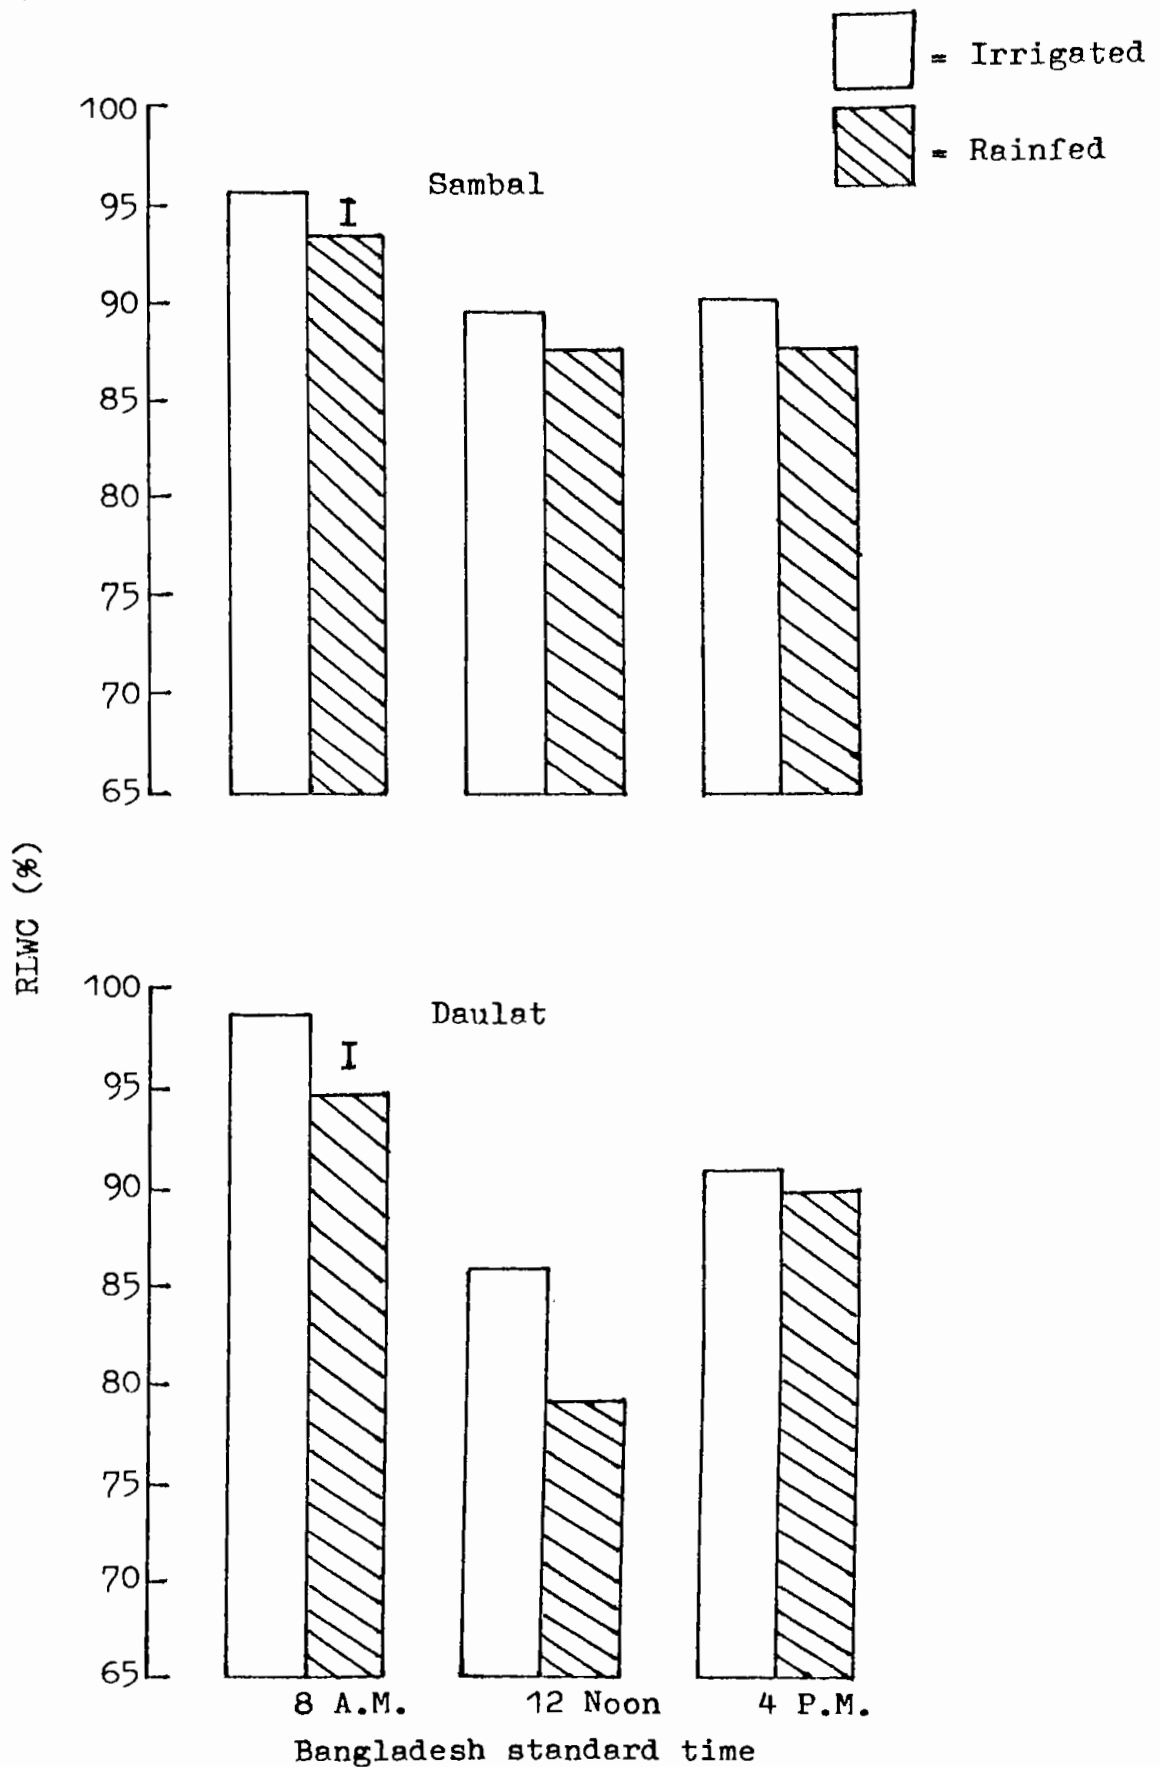 = Irrigated
= Rainfed
Sambal
100
95
90
85
80
75
70
65
RLWC (%)
Daulat
100
95
90
85
80
75
70
65
8 A.M. 12 Noon 4 P.M.
Bangladesh standard time